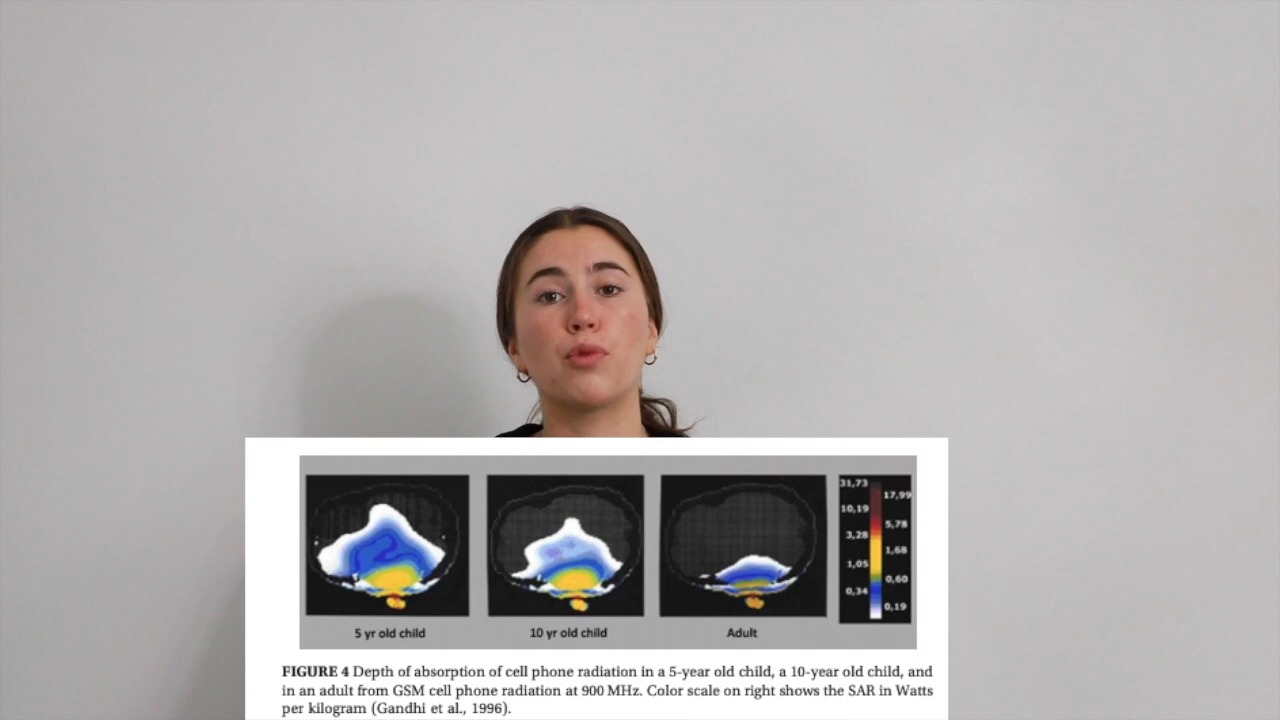 31,73
17,99
10,19
5,78
3,28
1,68
1,05
0,60
0,34
0,19
5 yr old child
10 yr old child
Adult
FIGURE 4 Depth of absorption of cell phone radiation in a 5-year old child, a 10-year old child, and
in an adult from GSM cell phone radiation at 900 MHz. Color scale on right shows the SAR in Watts
per kilogram (Gandhi et al., 1996).